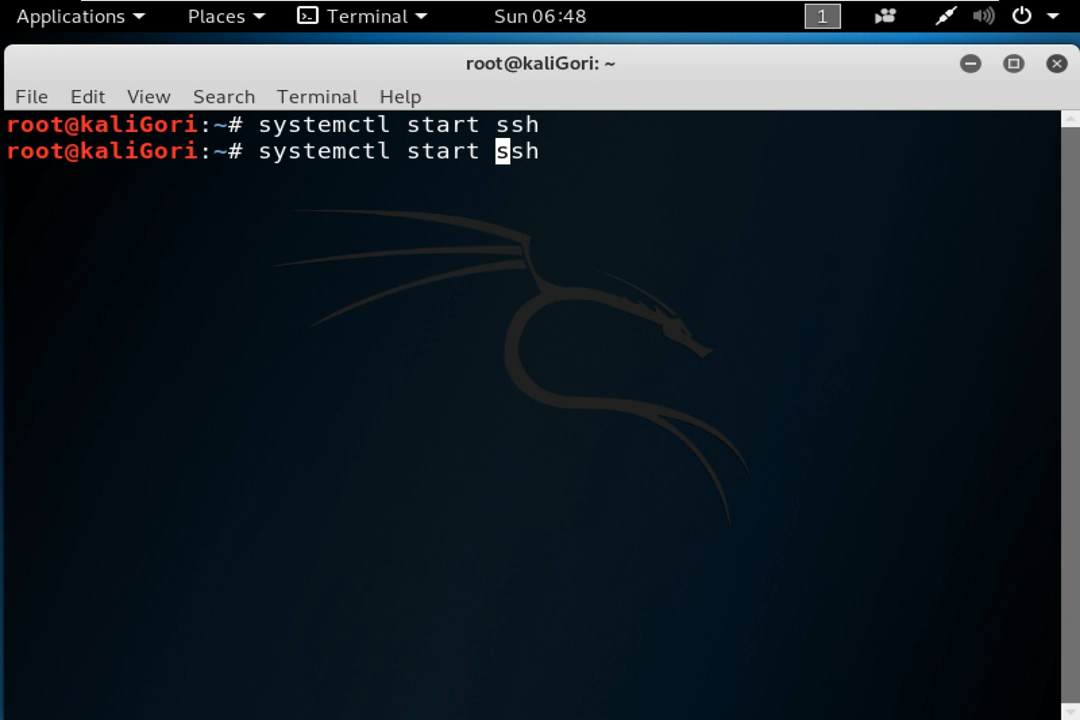 Applications Places Terminal Sun 06:48 1
root@kaliGori: ~
File Edit View Search Terminal Help
root@kaliGori:~# systemctl start ssh
root@kaliGori:~# systemctl start ssh